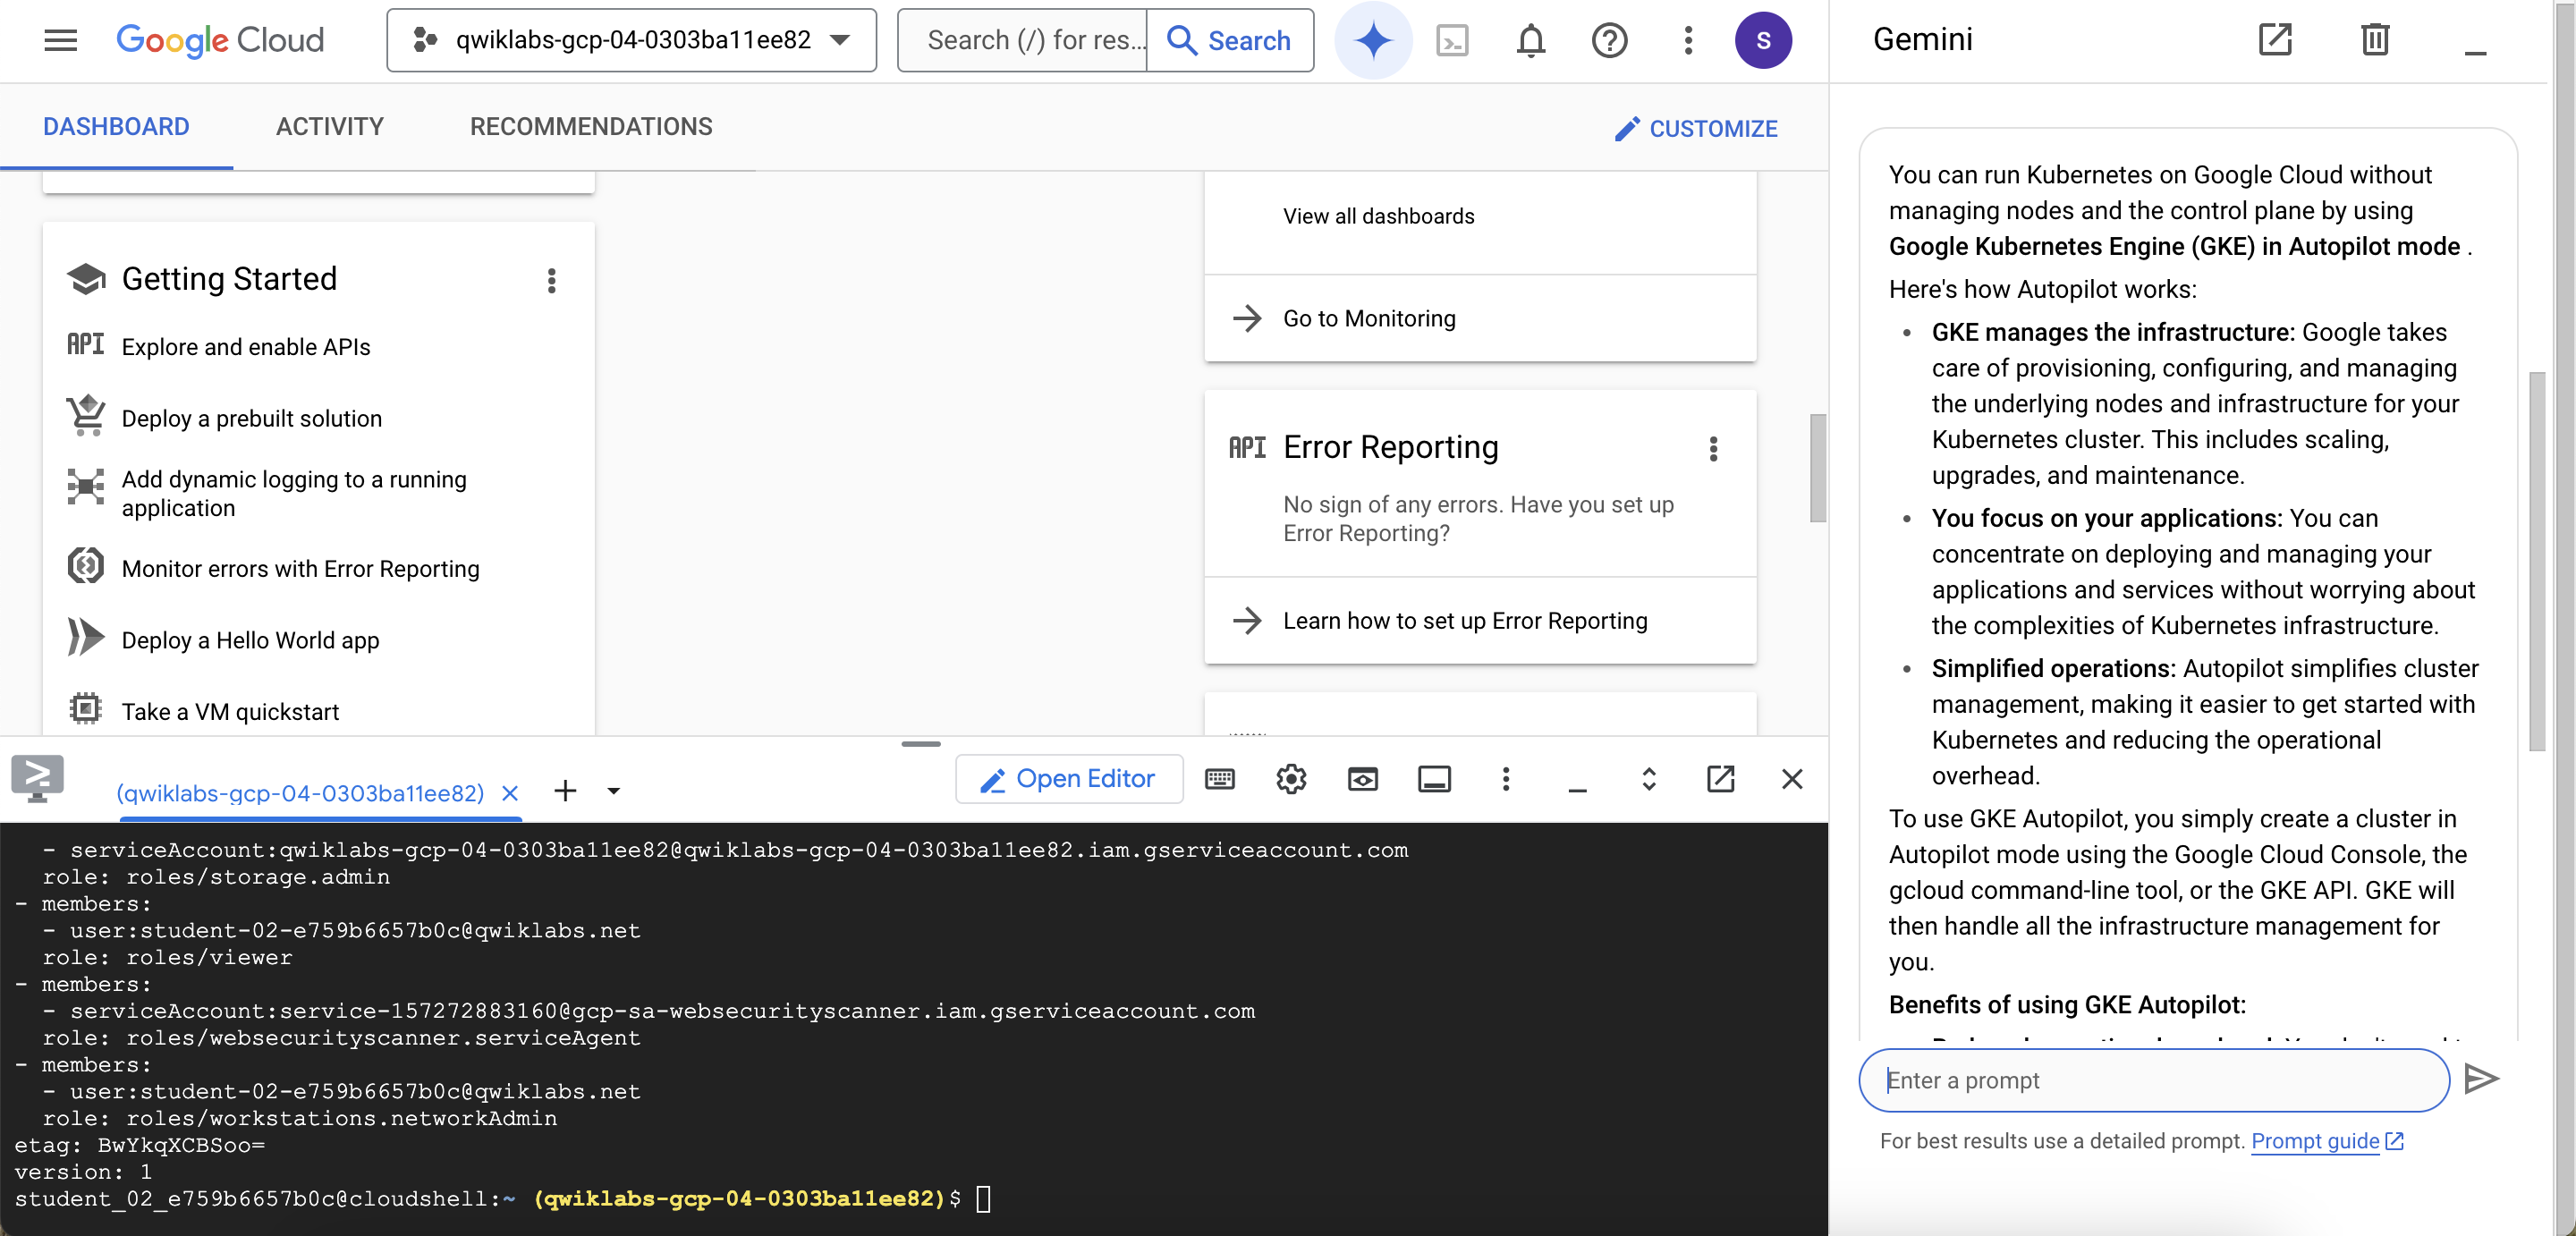 Google Cloud
qwiklabs-gcp-04-0303ba11ee82
Search (/) for res...
Search
S
DASHBOARD
ACTIVITY
RECOMMENDATIONS
CUSTOMIZE
Getting Started
API Explore and enable APIs
Deploy a prebuilt solution
Add dynamic logging to a running
application
Monitor errors with Error Reporting
Deploy a Hello World app
Take a VM quickstart
View all dashboards
Go to Monitoring
API Error Reporting
No sign of any errors. Have you set up
Error Reporting?
Learn how to set up Error Reporting
(qwiklabs-gcp-04-0303ba11ee82)
Open Editor
- serviceAccount:qwiklabs-gcp-04-0303ba11ee82@qwiklabs-gcp-04-0303ba11ee82.iam.gserviceaccount.com
role: roles/storage.admin
- members:
- user:student-02-e759b6657b0c@qwiklabs.net
role: roles/viewer
- members:
- serviceAccount:service-1572728831​60@gcp-sa-websecurityscanner.iam.gserviceaccount.com
role: roles/websecurityscanner.serviceAgent
- members:
- user:student-02-e759b6657b0c@qwiklabs.net
role: roles/workstations.networkAdmin
etag: BwYkqXCBSoo=
version: 1
student_02_e759b6657b0c@cloudshell:~ (qwiklabs-gcp-04-0303ba11ee82)$
Gemini
You can run Kubernetes on Google Cloud without
managing nodes and the control plane by using
Google Kubernetes Engine (GKE) in Autopilot mode .
Here's how Autopilot works:
• GKE manages the infrastructure: Google takes
care of provisioning, configuring, and managing
the underlying nodes and infrastructure for your
Kubernetes cluster. This includes scaling,
upgrades, and maintenance.
• You focus on your applications: You can
concentrate on deploying and managing your
applications and services without worrying about
the complexities of Kubernetes infrastructure.
• Simplified operations: Autopilot simplifies cluster
management, making it easier to get started with
Kubernetes and reducing the operational
overhead.
To use GKE Autopilot, you simply create a cluster in
Autopilot mode using the Google Cloud Console, the
gcloud command-line tool, or the GKE API. GKE will
then handle all the infrastructure management for
you.
Benefits of using GKE Autopilot:
Enter a prompt
For best results use a detailed prompt. Prompt guide